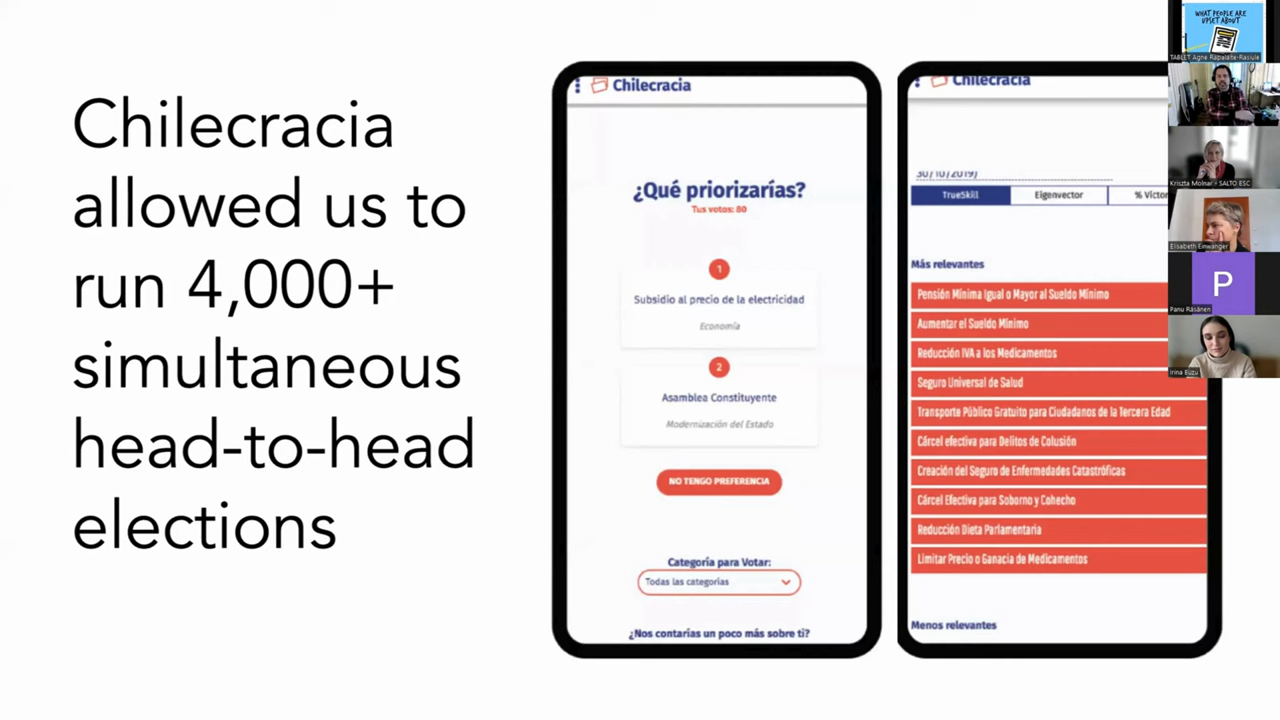 Chilecracia
allowed us to
run 4,000+
simultaneous
head-to-head
elections
Chilecracia
¿Qué priorizarías?
Tus votos: 80
1
Subsidio al precio de la electricidad
Economía
2
Asamblea Constituyente
Modernización del Estado
NO TENGO PREFERENCIA
Categoría para Votar:
Todas las categorías
¿Nos contarías un poco más sobre ti?
Chilecracia
30/10/2019)
TrueSkill
Eigenvector
% Víctor
Más relevantes
Pensión Mínima Igual o Mayor al Sueldo Mínimo
Aumentar el Sueldo Mínimo
Reducción IVA a los Medicamentos
Seguro Universal de Salud
Transporte Público Gratuito para Ciudadanos de la Tercera Edad
Cárcel efectiva para Delitos de Colusión
Creación del Seguro de Enfermedades Catastróficas
Cárcel Efectiva para Soborno y Cohecho
Reducción Dieta Parlamentaria
Limitar Precio o Ganacia de Medicamentos
Menos relevantes
WHAT PEOPLE ARE
UPSET ABOUT
TABLET Agne Rapalaite-Rasiule
Kriszta Molnar - SALTO ESC
Elisabeth Einwanger
P
Panu Räsänen
Irina Buzu